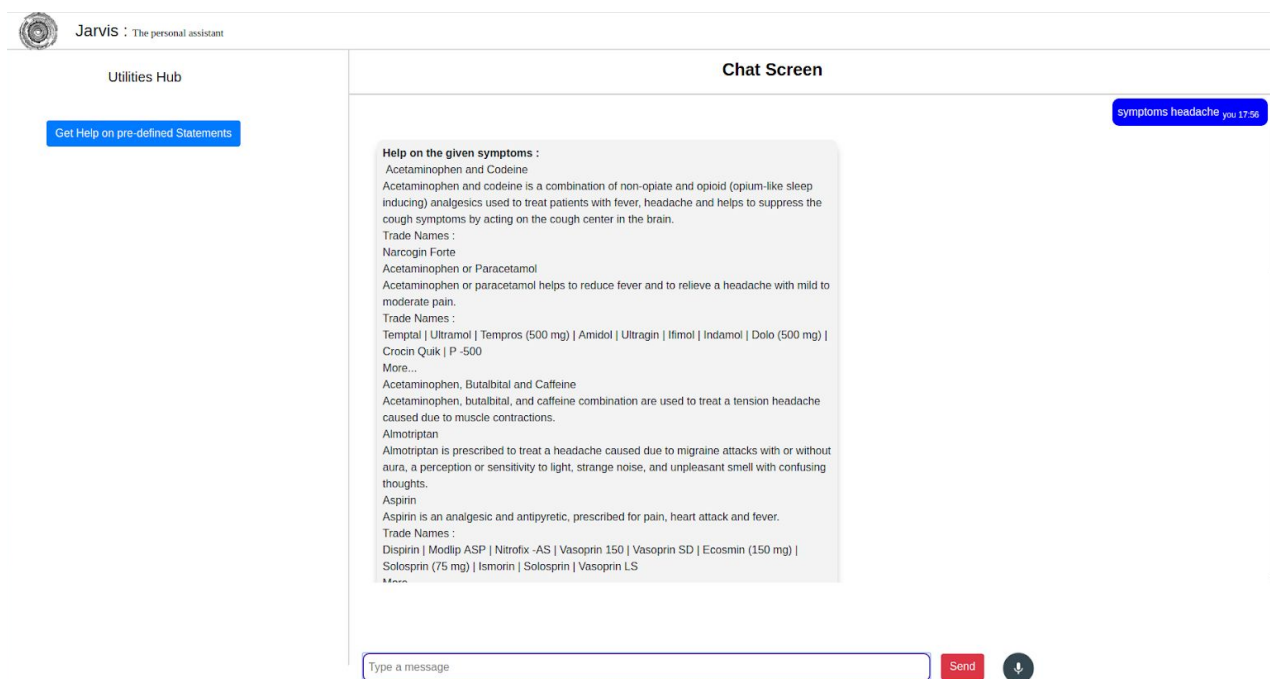 Jarvis : The personal assistant
Utilities Hub
Chat Screen
Get Help on pre-defined Statements
symptoms headache you 17:56
Help on the given symptoms :
Acetaminophen and Codeine
Acetaminophen and codeine is a combination of non-opiate and opioid (opium-like sleep
inducing) analgesics used to treat patients with fever, headache and helps to suppress the
cough symptoms by acting on the cough center in the brain.
Trade Names :
Narcogin Forte
Acetaminophen or Paracetamol
Acetaminophen or paracetamol helps to reduce fever and to relieve a headache with mild to
moderate pain.
Trade Names :
Temptal | Ultramol | Tempros (500 mg) | Amidol | Ultragin | Ifimol | Indamol | Dolo (500 mg) |
Crocin Quik | P -500
More...
Acetaminophen, Butalbital and Caffeine
Acetaminophen, butalbital, and caffeine combination are used to treat a tension headache
caused due to muscle contractions.
Almotriptan
Almotriptan is prescribed to treat a headache caused due to migraine attacks with or without
aura, a perception or sensitivity to light, strange noise, and unpleasant smell with confusing
thoughts.
Aspirin
Aspirin is an analgesic and antipyretic, prescribed for pain, heart attack and fever.
Trade Names :
Dispirin | Modlip ASP | Nitrofix -AS | Vasoprin 150 | Vasoprin SD | Ecosmin (150 mg) |
Solosprin (75 mg) | Ismorin | Solosprin | Vasoprin LS
Type a message
Send